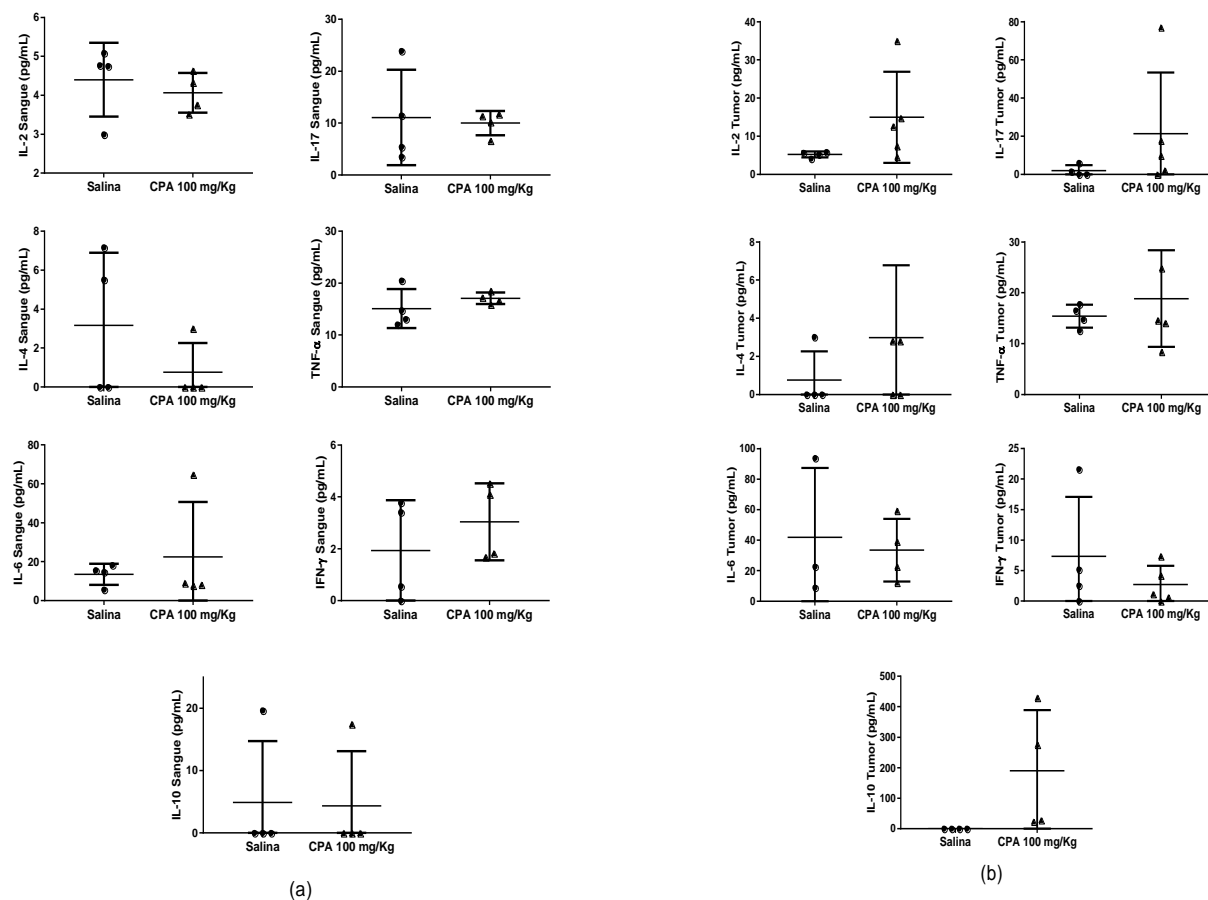 IL-2 Sangue (pg/mL)
6
5
4
3
2
Salina CPA 100 mg/Kg
IL-17 Sangue (pg/mL)
30
20
10
0
Salina CPA 100 mg/Kg
IL-4 Sangue (pg/mL)
8
6
4
2
0
Salina CPA 100 mg/Kg
TNF-α Sangue (pg/mL)
30
20
10
0
Salina CPA 100 mg/Kg
IL-6 Sangue (pg/mL)
80
60
40
20
0
Salina CPA 100 mg/Kg
IFN-γ Sangue (pg/mL)
6
4
2
0
Salina CPA 100 mg/Kg
IL-10 Sangue (pg/mL)
20
10
0
Salina CPA 100 mg/Kg
(a)
IL-2 Tumor (pg/mL)
40
30
20
10
0
Salina CPA 100 mg/Kg
IL-17 Tumor (pg/mL)
80
60
40
20
0
Salina CPA 100 mg/Kg
IL-4 Tumor (pg/mL)
8
6
4
2
0
Salina CPA 100 mg/Kg
TNF-α Tumor (pg/mL)
30
20
10
0
Salina CPA 100 mg/Kg
IL-6 Tumor (pg/mL)
100
80
60
40
20
0
Salina CPA 100 mg/Kg
IFN-γ Tumor (pg/mL)
25
20
15
10
5
0
Salina CPA 100 mg/Kg
IL-10 Tumor (pg/mL)
500
400
300
200
100
0
Salina CPA 100 mg/Kg
(b)